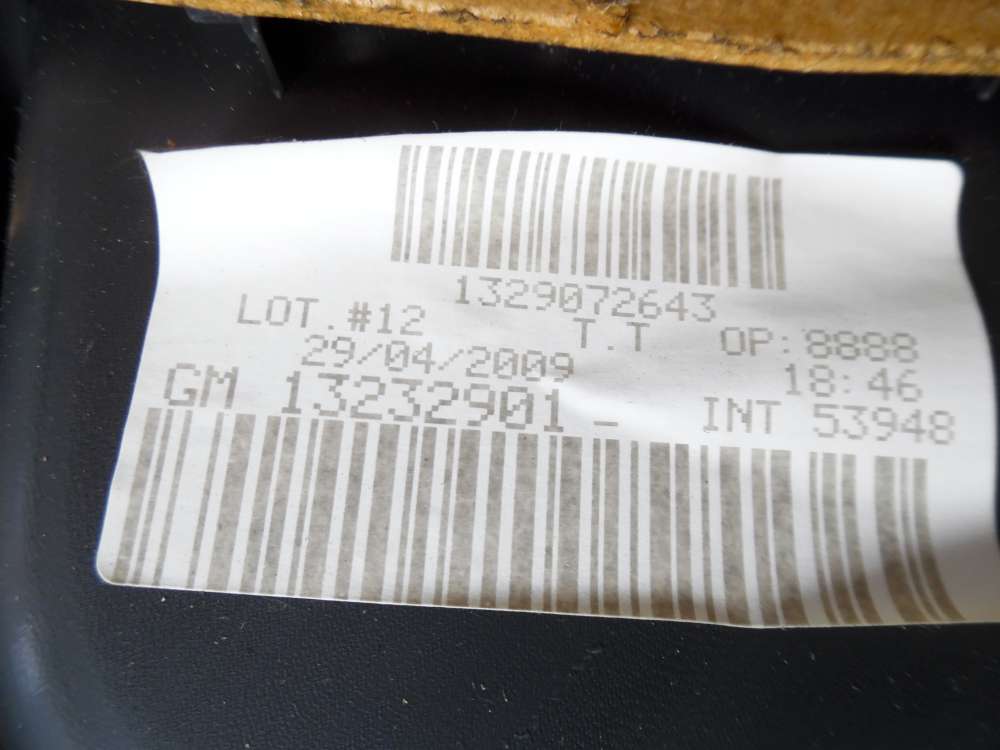 1329072643
LOT.#12 T.T OP:8888
29/04/2009 18:46
GM 13232901 _ INT 53948